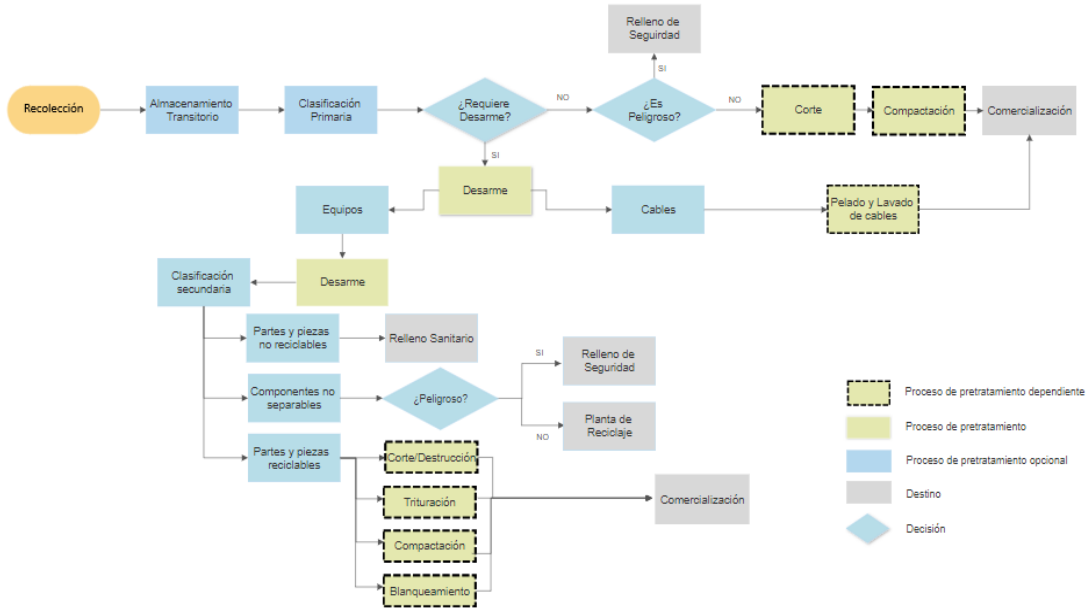 Relleno de
Seguirdad
SI
Recolección
Almacenamiento
Transitorio
Clasificación
Primaria
¿Requiere
Desarme?
NO
¿Es
Peligroso?
NO
Corte
Compactación
Comercialización
SI
Desarme
Equipos
Cables
Pelado y Lavado
de cables
Clasificación
secundaria
Desarme
Partes y piezas
no reciclables
Relleno Sanitario
SI
Relleno de
Seguridad
Componentes no
separables
¿Peligroso?
NO
Planta de
Reciclaje
Partes y piezas
reciclables
Corte/Destrucción
Trituración
Compactación
Blanqueamiento
Comercialización
Proceso de pretratamiento dependiente
Proceso de pretratamiento
Proceso de pretratamiento opcional
Destino
Decisión